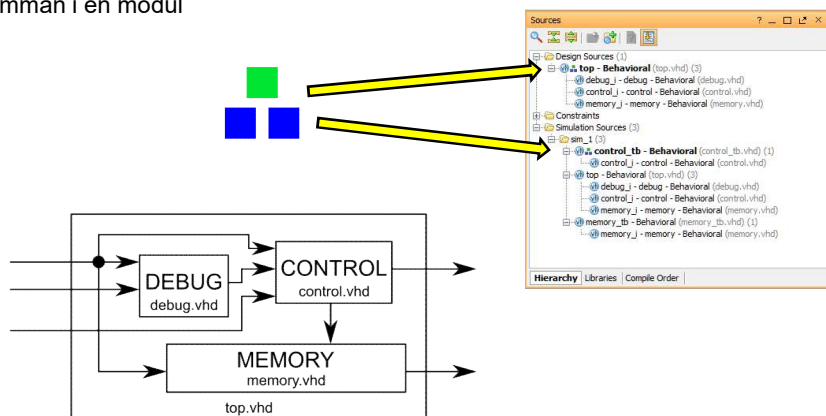 i en modul
Sources
Design Sources (1)
top - Behavioral (top.vhd) (3)
debug_i - debug - Behavioral (debug.vhd)
control_i - control - Behavioral (control.vhd)
memory_i - memory - Behavioral (memory.vhd)
Constraints
Simulation Sources (3)
sim_1 (3)
control_tb - Behavioral (control_tb.vhd) (1)
control_i - control - Behavioral (control.vhd)
top - Behavioral (top.vhd) (3)
debug_i - debug - Behavioral (debug.vhd)
control_i - control - Behavioral (control.vhd)
memory_i - memory - Behavioral (memory.vhd)
memory_tb - Behavioral (memory_tb.vhd) (1)
memory_i - memory - Behavioral (memory.vhd)
Hierarchy Libraries Compile Order
DEBUG
debug.vhd
CONTROL
control.vhd
MEMORY
memory.vhd
top.vhd